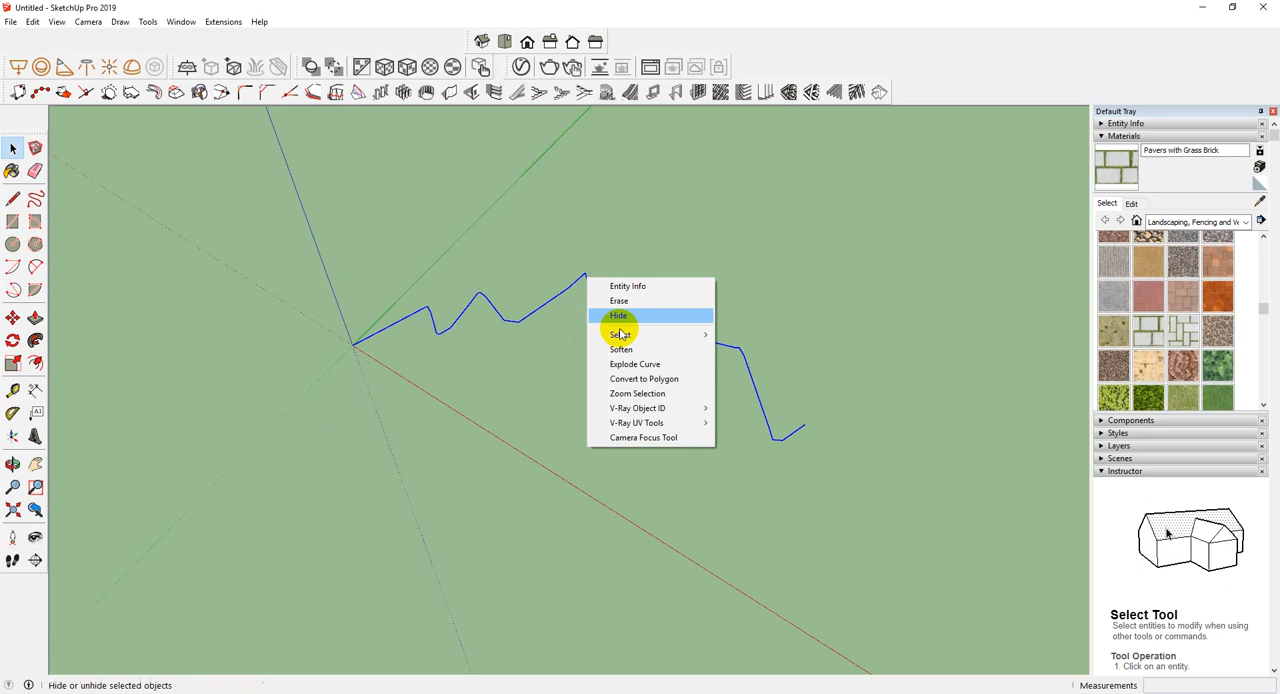 Untitled - SketchUp Pro 2019
File Edit View Camera Draw Tools Window Extensions Help
Default Tray
Entity Info
Materials
Pavers with Grass Brick
Select Edit
Landscaping, Fencing and Ve
Entity Info
Erase
Hide
Select
Soften
Explode Curve
Convert to Polygon
Zoom Selection
V-Ray Object ID
V-Ray UV Tools
Camera Focus Tool
Components
Styles
Layers
Scenes
Instructor
Select Tool
Select entities to modify when using
other tools or commands.
Tool Operation
1. Click on an entity.
Hide or unhide selected objects
Measurements